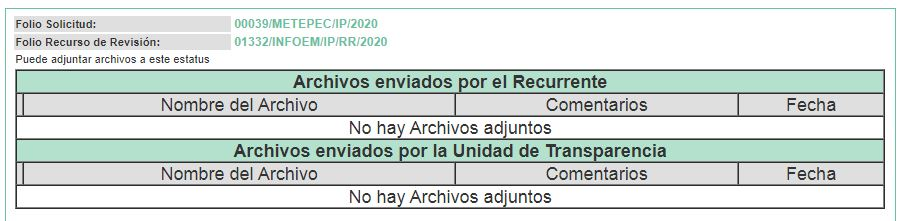 Folio Solicitud: 00039/METEPEC/IP/2020
Folio Recurso de Revisión: 01332/INFOEM/IP/RR/2020
Puede adjuntar archivos a este estatus
Archivos enviados por el Recurrente
Nombre del Archivo Comentarios Fecha
No hay Archivos adjuntos
Archivos enviados por la Unidad de Transparencia
Nombre del Archivo Comentarios Fecha
No hay Archivos adjuntos